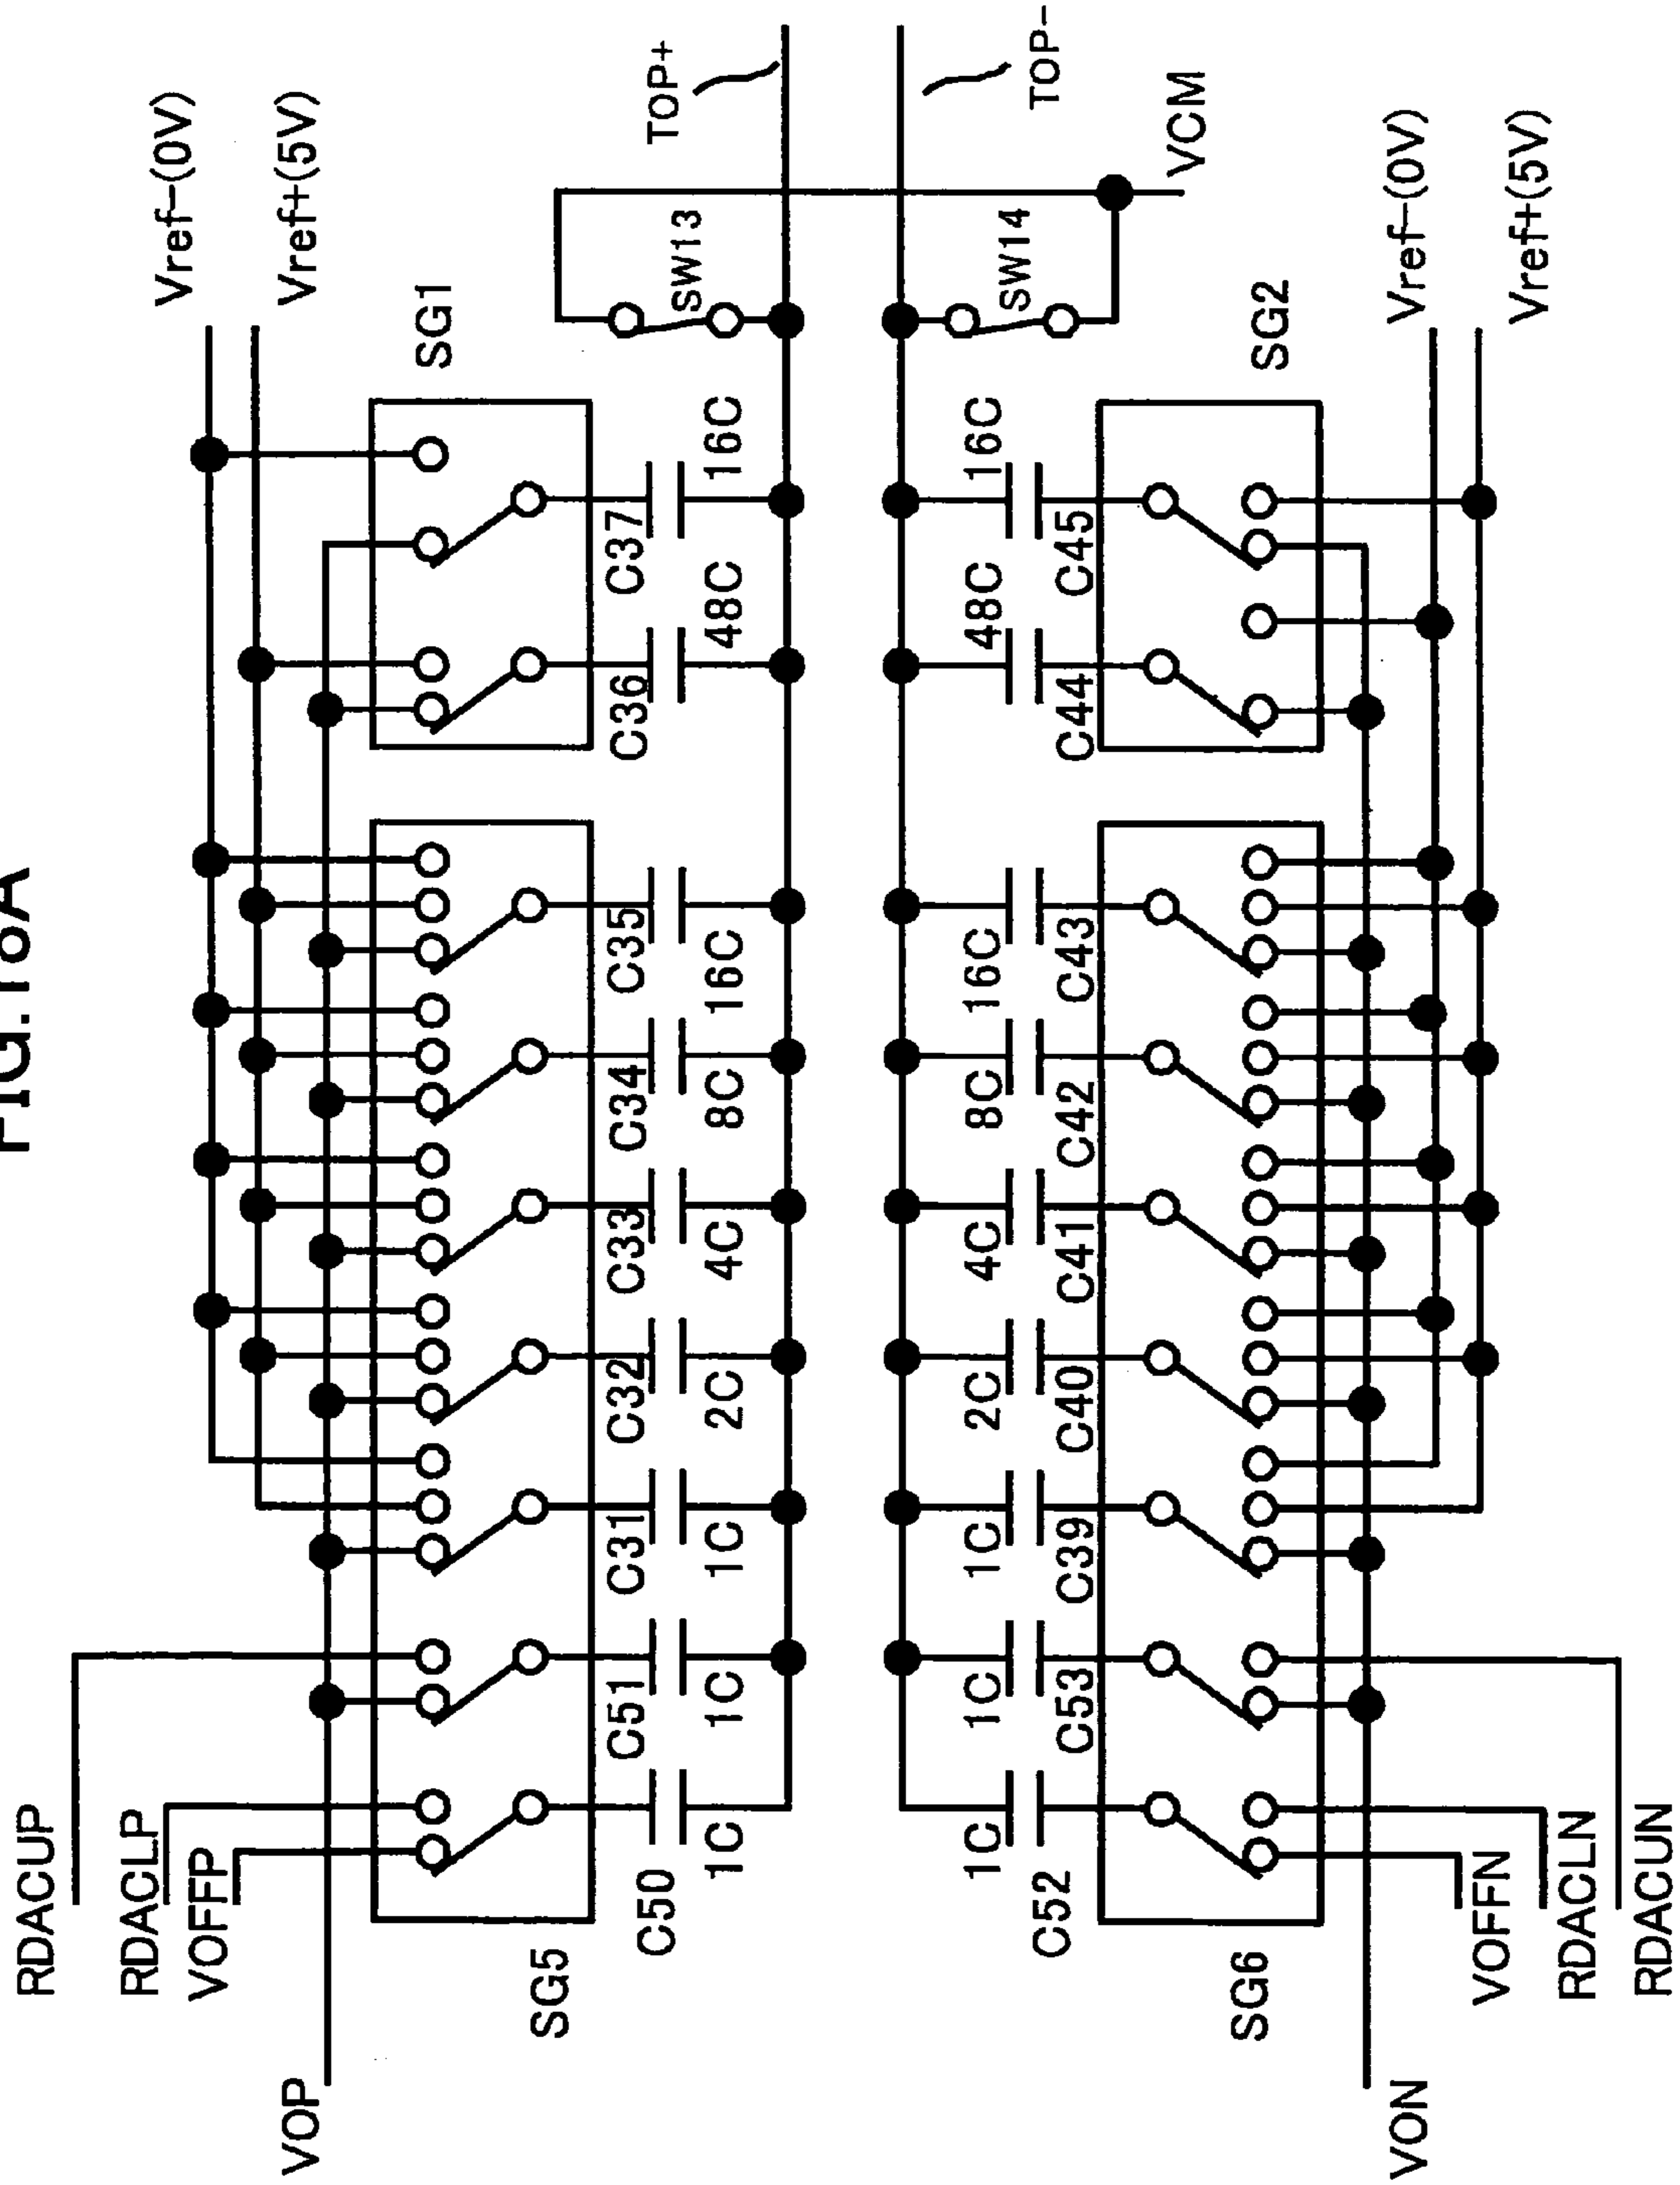 RDACUP
RDACLP
Vref-(0V)
VOFFP
Vref+(5V)
VOP
SG1
SG5
C50 C51 C31 C32 C33 C34 C35 C36 C37
TOP+
SW13
1C 1C 1C 2C 4C 8C 16C 48C 16C
1C 1C 1C 2C 4C 8C 16C 48C 16C
SW14
TOP-
C52 C53 C39 C40 C41 C42 C43 C44 C45
VCM
SG6
SG2
VON
Vref-(0V)
VOFFN
Vref+(5V)
RDACLN
RDACUN